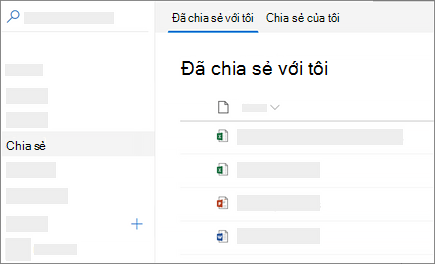 Đã chia sẻ với tôi Chia sẻ của tôi
Đã chia sẻ với tôi
Chia sẻ